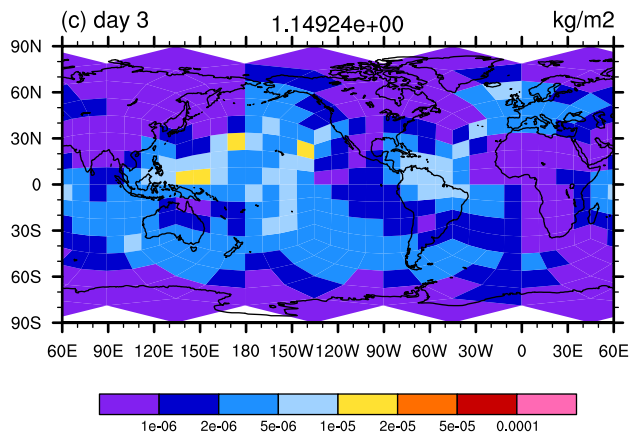 (c) day 3 1.14924e+00 kg/m2
90N
60N
30N
0
30S
60S
90S
60E 90E 120E 150E 180 150W 120W 90W 60W 30W 0 30E 60E
1e-06 2e-06 5e-06 1e-05 2e-05 5e-05 0.0001